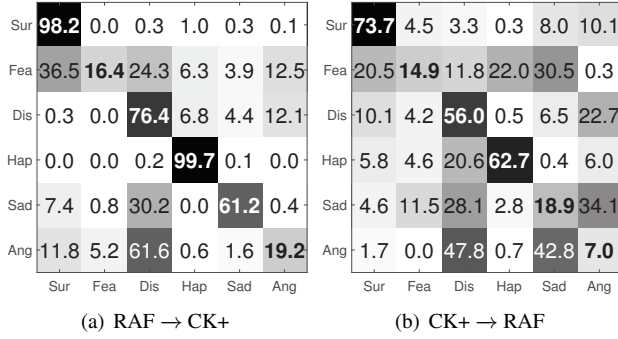 Sur 98.2 0.0 0.3 1.0 0.3 0.1
Fea 36.5 16.4 24.3 6.3 3.9 12.5
Dis 0.3 0.0 76.4 6.8 4.4 12.1
Hap 0.0 0.0 0.2 99.7 0.1 0.0
Sad 7.4 0.8 30.2 0.0 61.2 0.4
Ang 11.8 5.2 61.6 0.6 1.6 19.2
Sur Fea Dis Hap Sad Ang
(a) RAF → CK+
Sur 73.7 4.5 3.3 0.3 8.0 10.1
Fea 20.5 14.9 11.8 22.0 30.5 0.3
Dis 10.1 4.2 56.0 0.5 6.5 22.7
Hap 5.8 4.6 20.6 62.7 0.4 6.0
Sad 4.6 11.5 28.1 2.8 18.9 34.1
Ang 1.7 0.0 47.8 0.7 42.8 7.0
Sur Fea Dis Hap Sad Ang
(b) CK+ → RAF